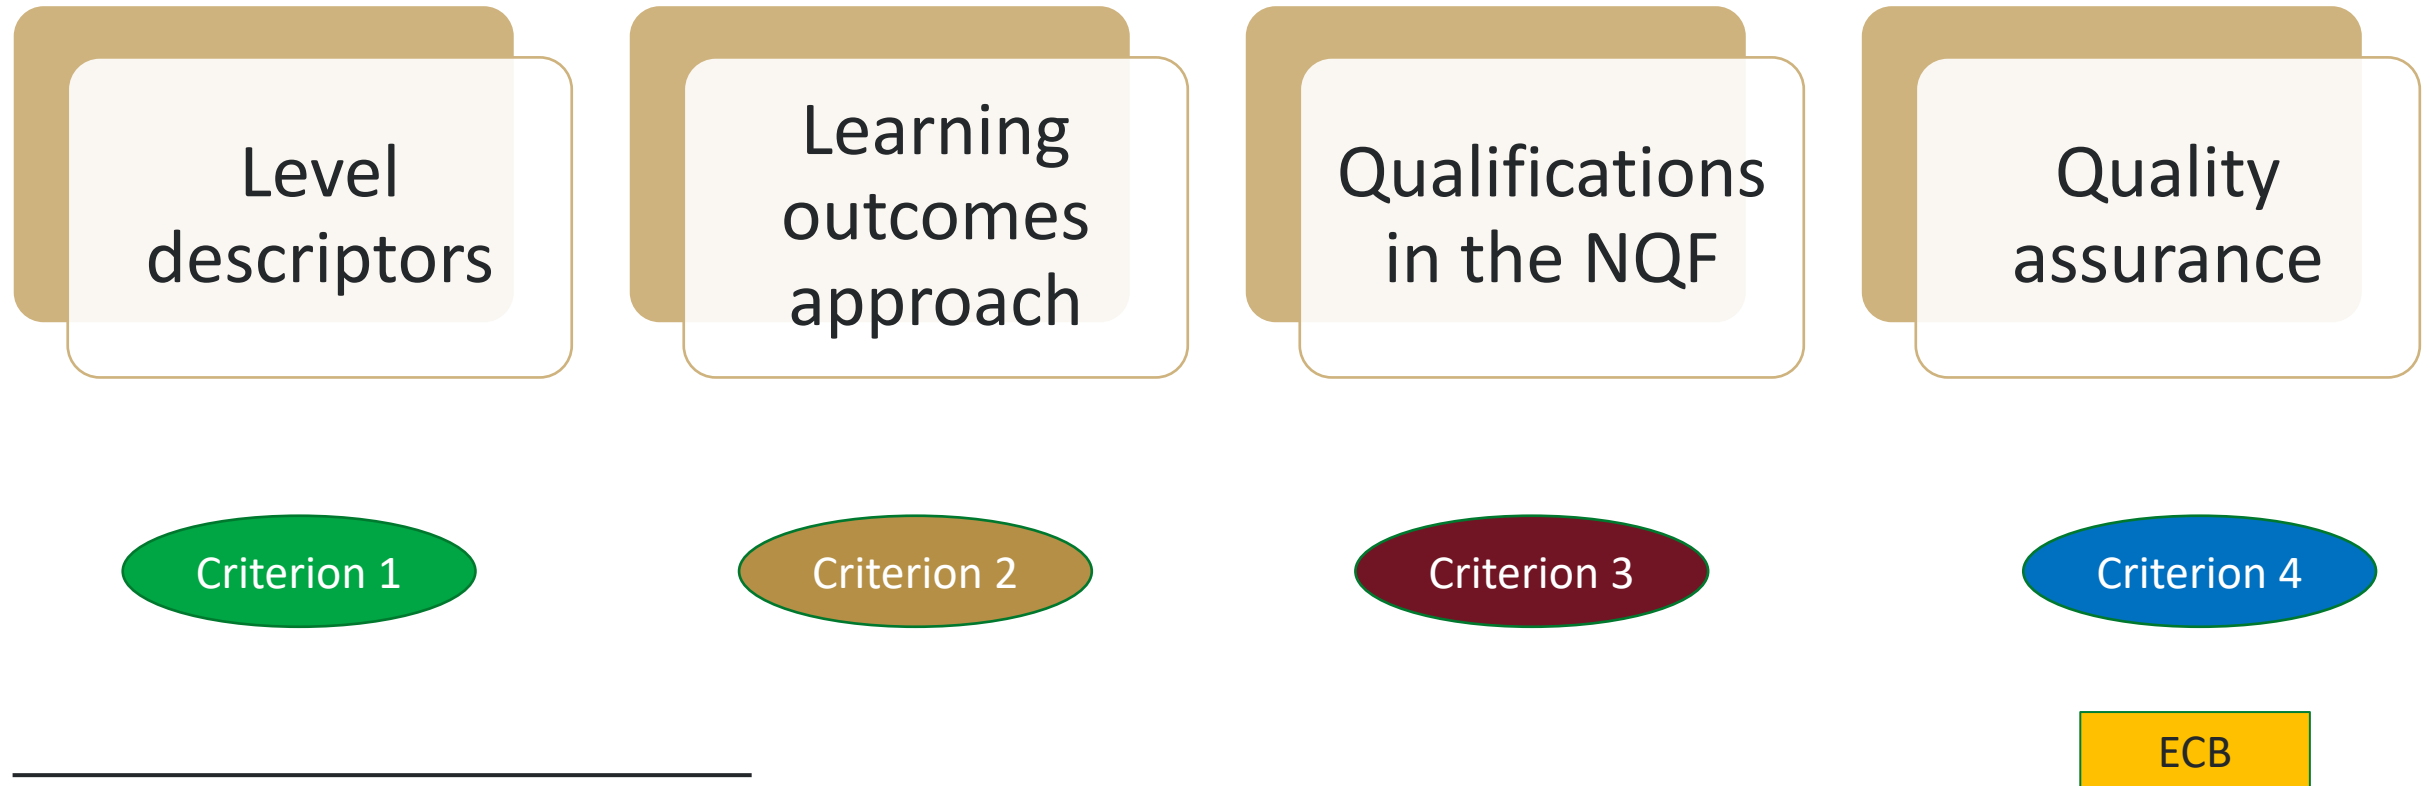 Level
descriptors
Learning
outcomes
approach
Qualifications
in the NQF
Quality
assurance
Criterion 1
Criterion 2
Criterion 3
Criterion 4
ECB